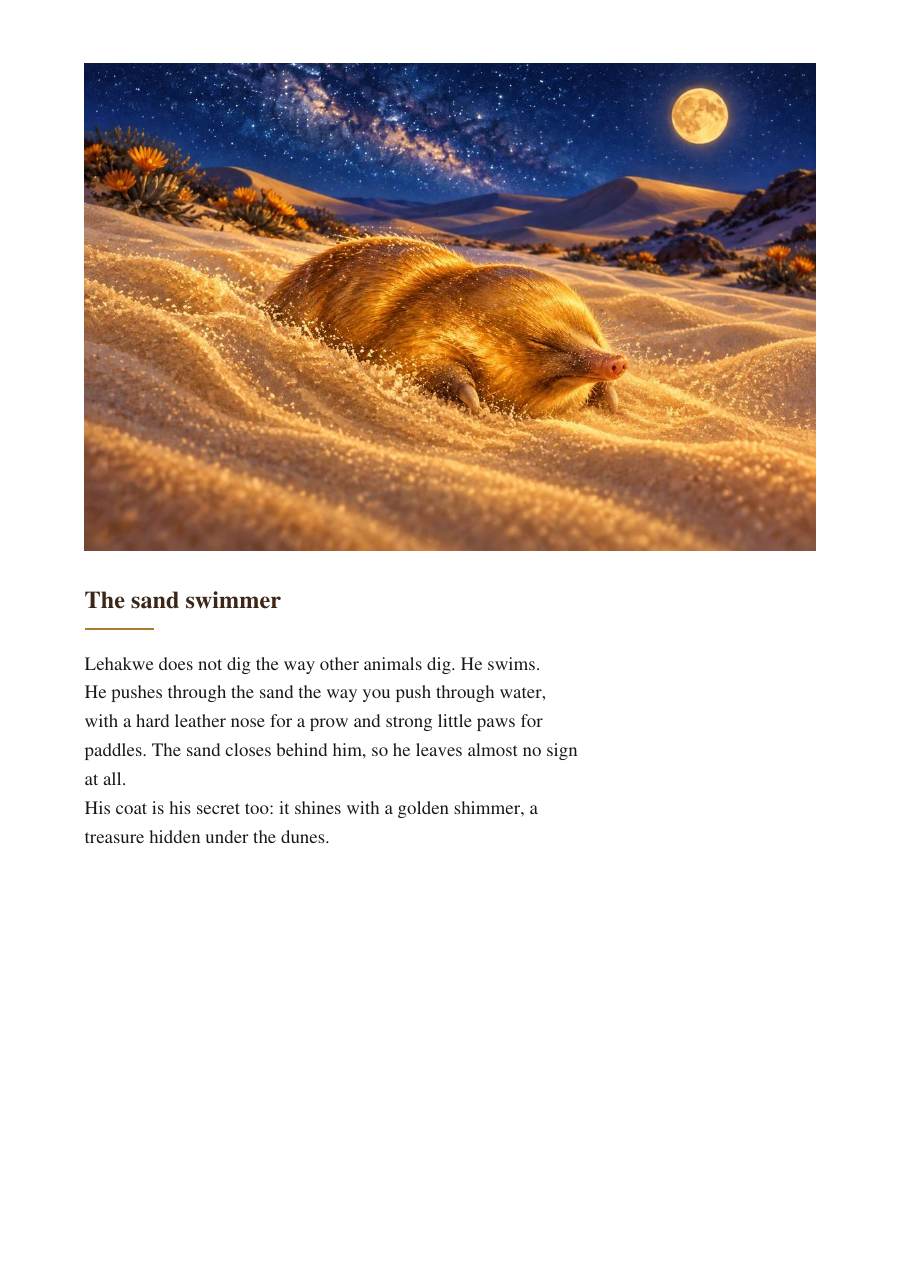 The sand swimmer
Lehakwe does not dig the way other animals dig. He swims.
He pushes through the sand the way you push through water,
with a hard leather nose for a prow and strong little paws for
paddles. The sand closes behind him, so he leaves almost no sign
at all.
His coat is his secret too: it shines with a golden shimmer, a
treasure hidden under the dunes.